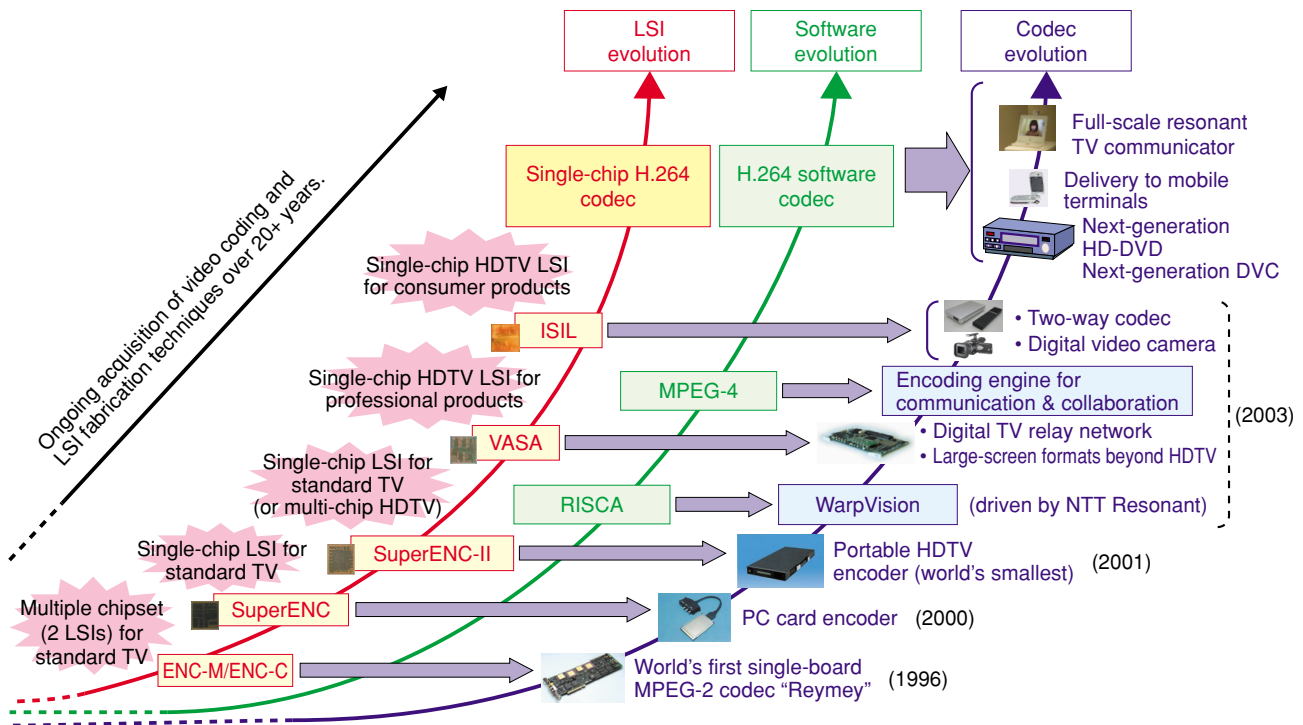 LSI
evolution
Software
evolution
Codec
evolution
Ongoing acquisition of video coding and
LSI fabrication techniques over 20+ years.
Single-chip H.264
codec
H.264 software
codec
Full-scale resonant
TV communicator
Delivery to mobile
terminals
Next-generation
HD-DVD
Next-generation DVC
Single-chip HDTV LSI
for consumer products
ISIL
• Two-way codec
• Digital video camera
Single-chip HDTV LSI for
professional products
MPEG-4
Encoding engine for
communication & collaboration
(2003)
VASA
• Digital TV relay network
• Large-screen formats beyond HDTV
Single-chip LSI for
standard TV
(or multi-chip HDTV)
RISCA
WarpVision
(driven by NTT Resonant)
Single-chip LSI for
standard TV
SuperENC-II
Portable HDTV
encoder (world's smallest)
(2001)
Multiple chipset
(2 LSIs) for
standard TV
SuperENC
PC card encoder
(2000)
ENC-M/ENC-C
World's first single-board
MPEG-2 codec “Reymey”
(1996)